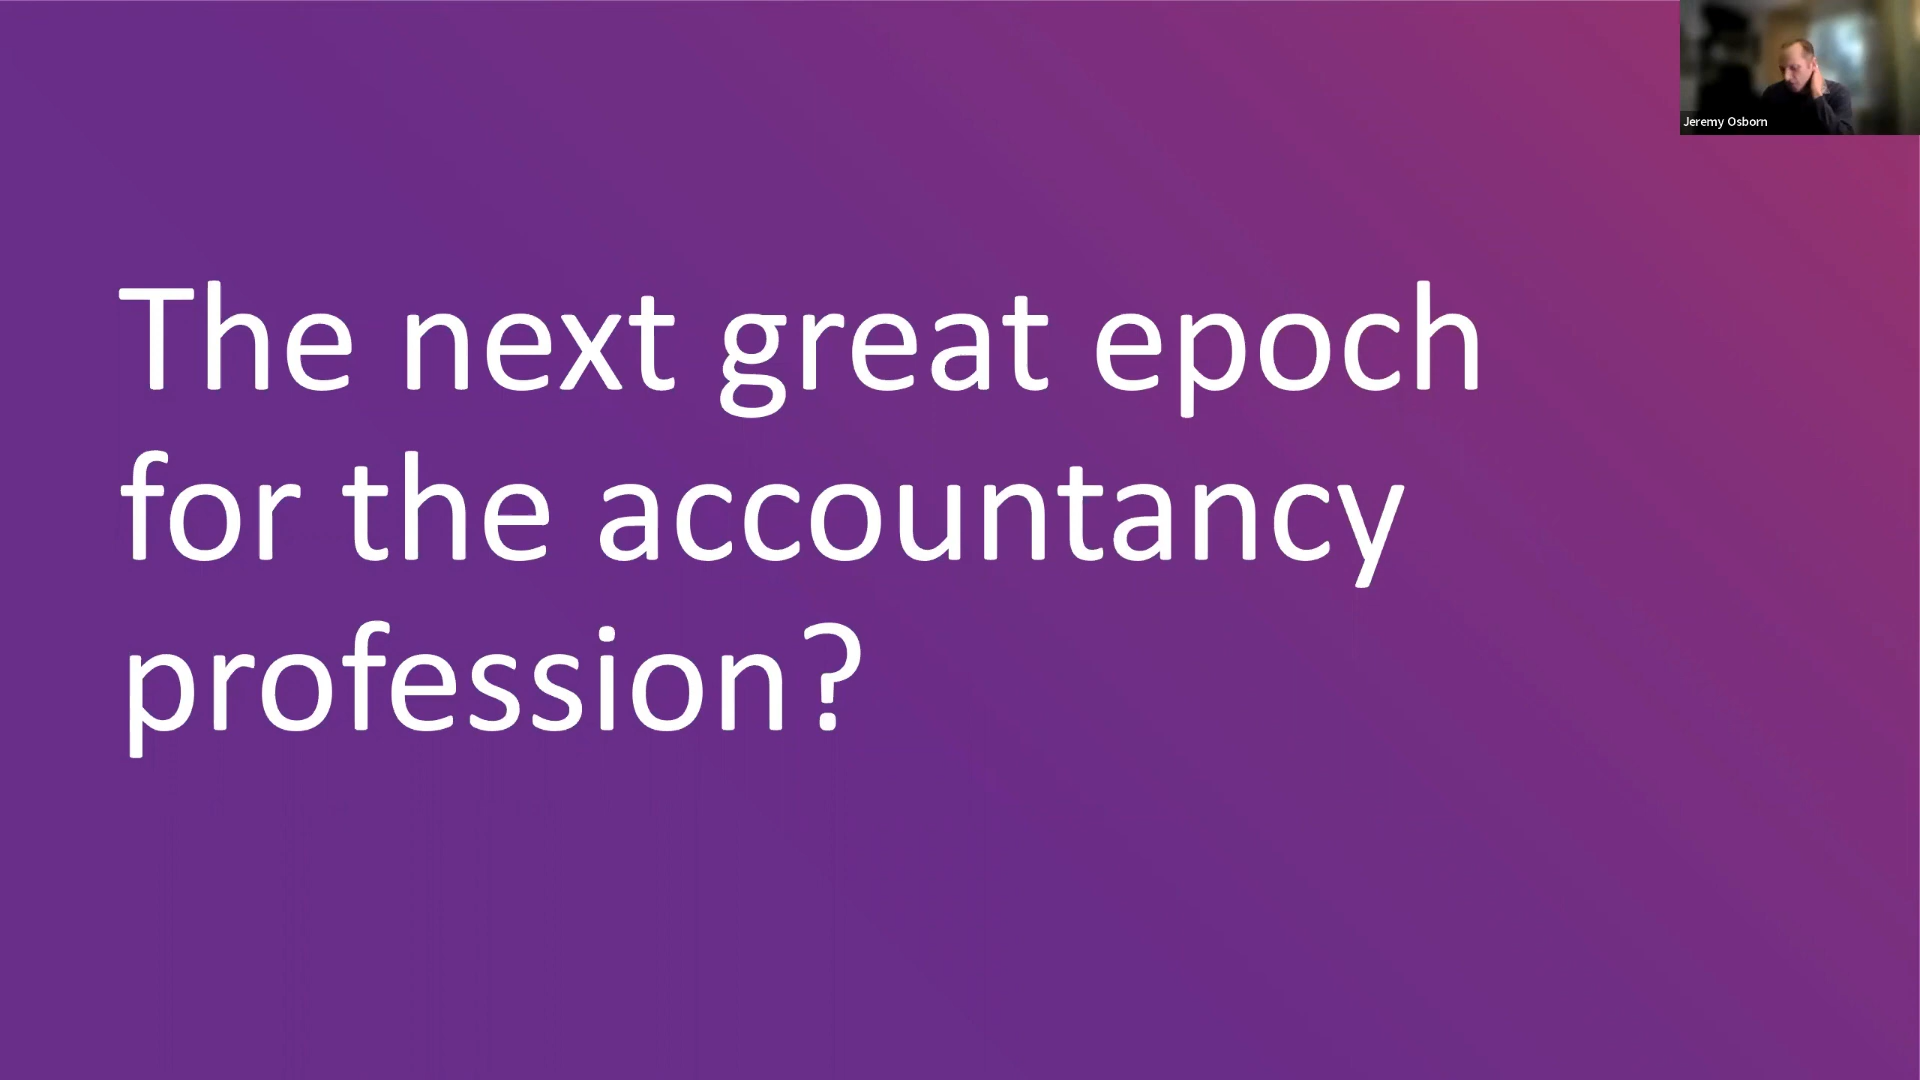 Jeremy Osborn
The next great epoch
for the accountancy
profession?